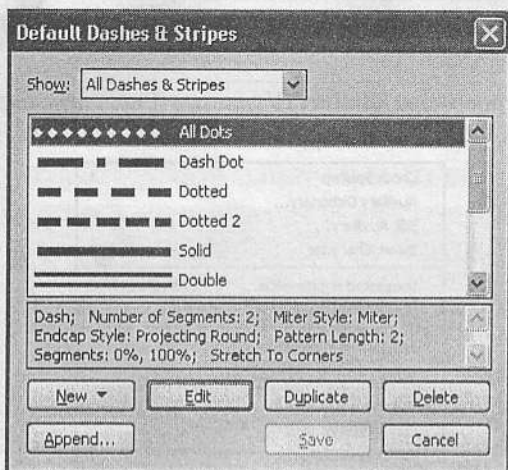 Default Dashes & Stripes
Show: All Dashes & Stripes
All Dots
Dash Dot
Dotted
Dotted 2
Solid
Double
Dash; Number of Segments: 2; Miter Style: Miter;
Endcap Style: Projecting Round; Pattern Length: 2;
Segments: 0%, 100%; Stretch To Corners
New Edit Duplicate Delete
Append... Save Cancel